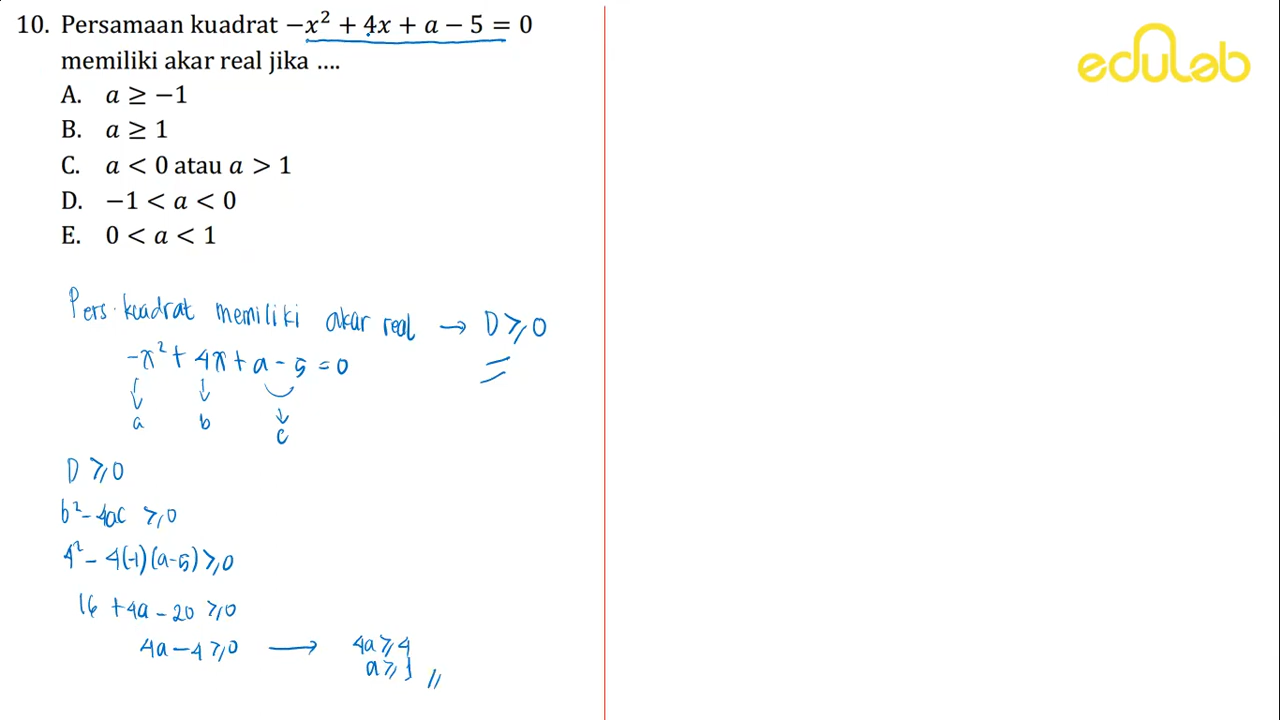 10. Persamaan kuadrat −x² + 4x + a − 5 = 0
memiliki akar real jika ....
A. a ≥ −1
B. a ≥ 1
C. a < 0 atau a > 1
D. −1 < a < 0
E. 0 < a < 1
edulab
Pers. kuadrat memiliki akar real → D ≥ 0
−x² + 4x + a − 5 = 0
↓ ↓ ↓
a b c
D ≥ 0
b² − 4ac ≥ 0
4² − 4(−1)(a−5) ≥ 0
16 + 4a − 20 ≥ 0
4a − 4 ≥ 0 → 4a ≥ 4
a ≥ 1 //